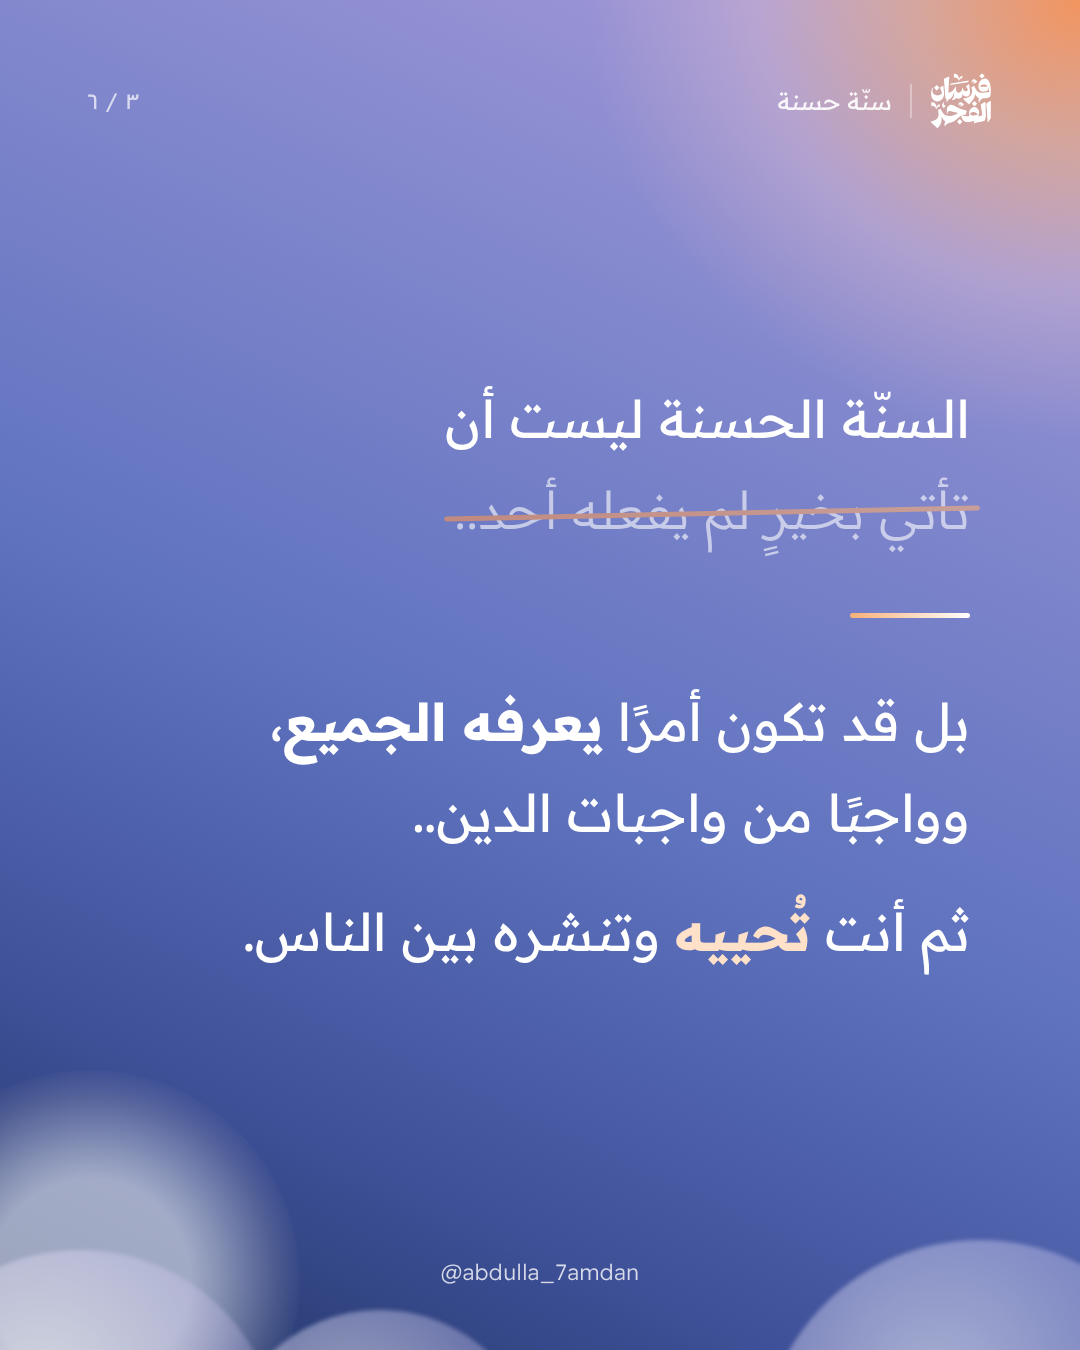 فرسان الفجر
سنّة حسنة
٣ / ٦
السنّة الحسنة ليست أن
تأتي بخيرٍ لم يفعله أحد..
بل قد تكون أمرًا يعرفه الجميع،
وواجبًا من واجبات الدين..
ثم أنت تُحييه وتنشره بين الناس.
@abdulla_7amdan